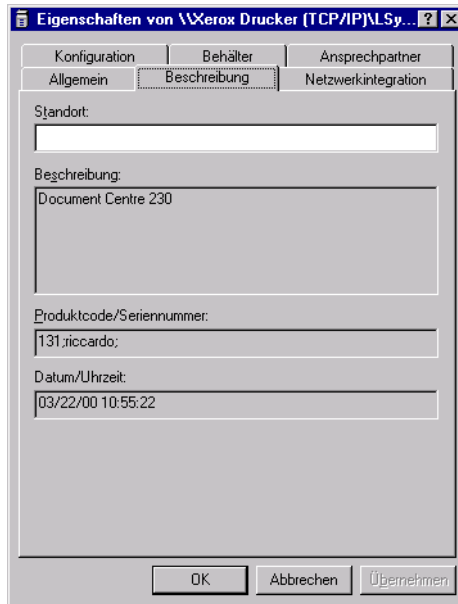 Eigenschaften von \\Xerox Drucker (TCP/IP)\LSy...
Konfiguration Behälter Ansprechpartner
Allgemein Beschreibung Netzwerkintegration
Standort:
Beschreibung:
Document Centre 230
Produktcode/Seriennummer:
131;riccardo;
Datum/Uhrzeit:
03/22/00 10:55:22
OK Abbrechen Übernehmen